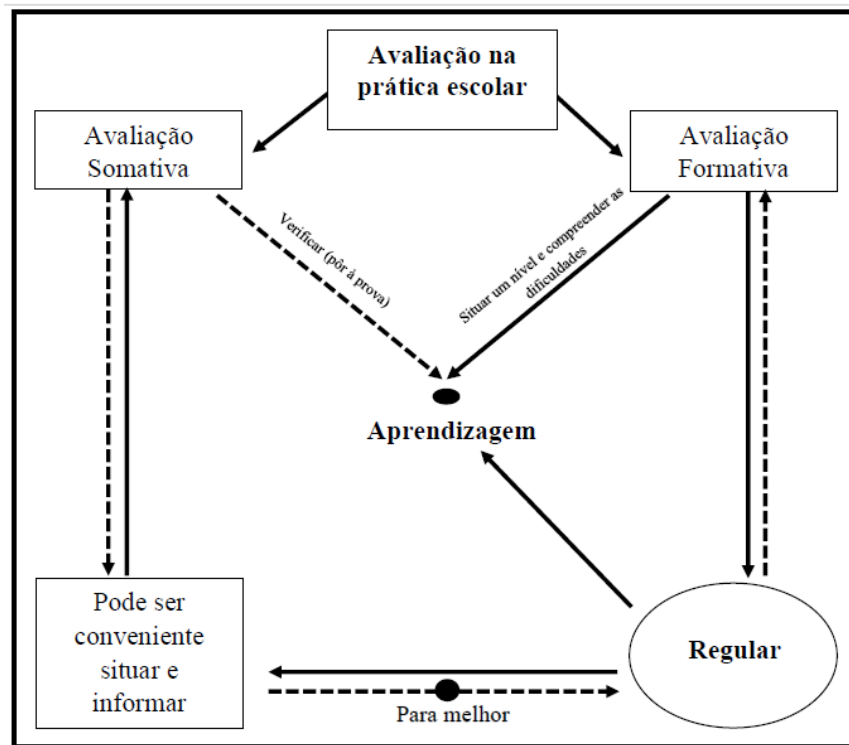 Avaliação na
prática escolar
Avaliação
Somativa
Avaliação
Formativa
Verificar (pôr à prova)
Situar um nível e compreender as
dificuldades
Aprendizagem
Pode ser
conveniente
situar e
informar
Regular
Para melhor